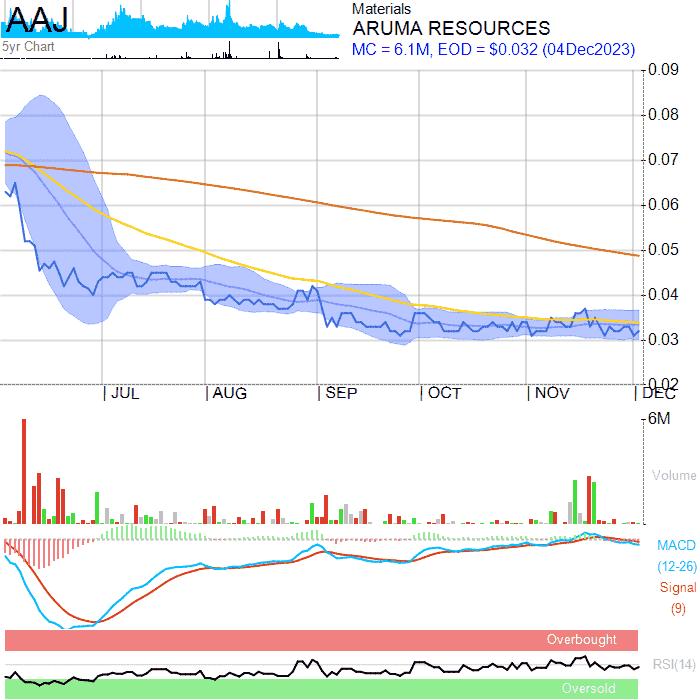 AAJ
5yr Chart
Materials
ARUMA RESOURCES
MC = 6.1M, EOD = $0.032 (04Dec2023)
0.09
0.08
0.07
0.06
0.05
0.04
0.03
0.02
JUL AUG SEP OCT NOV DEC
6M
Volume
MACD
(12-26)
Signal
(9)
Overbought
RSI(14)
Oversold